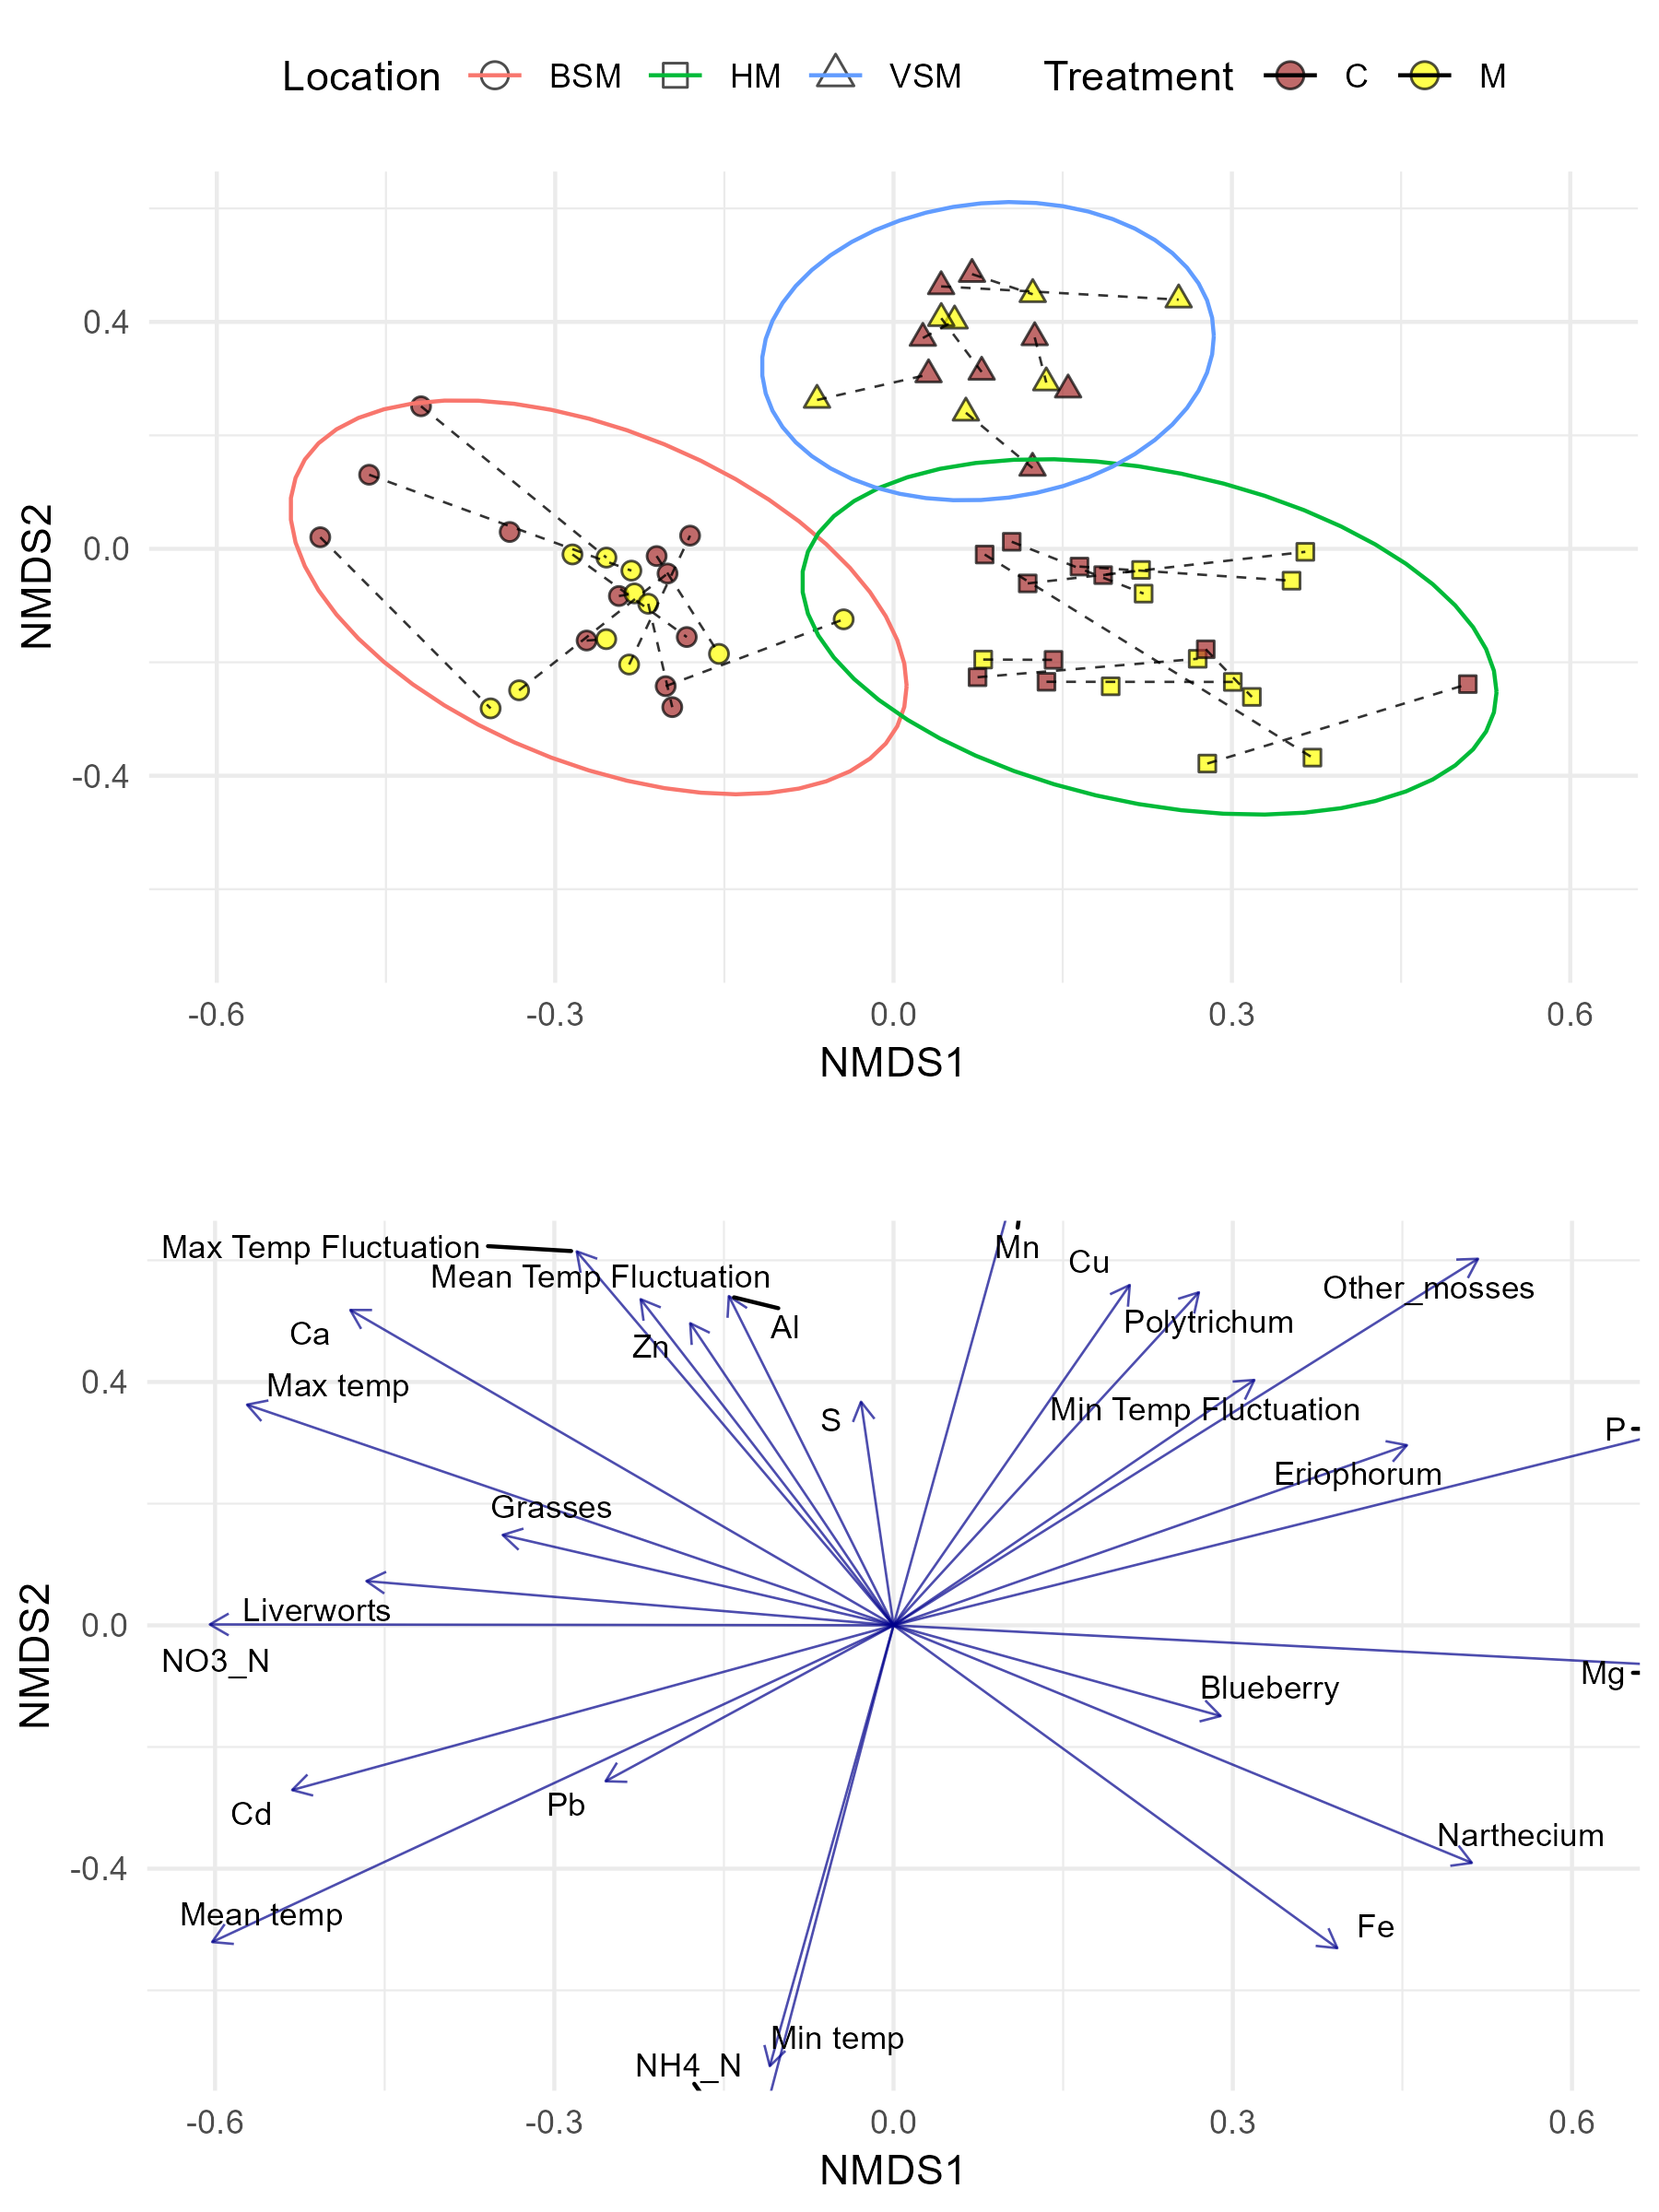 Location BSM HM VSM Treatment C M
0.4
0.0
-0.4
NMDS2
-0.6 -0.3 0.0 0.3 0.6
NMDS1
Max Temp Fluctuation
Mn
Cu
Mean Temp Fluctuation
Other_mosses
Ca
Zn
Al
Polytrichum
Max temp
0.4
S
Min Temp Fluctuation
P
Eriophorum
Grasses
Liverworts
0.0
NO3_N
Mg
Blueberry
NMDS2
Cd
Pb
Narthecium
-0.4
Mean temp
Fe
Min temp
NH4_N
-0.6 -0.3 0.0 0.3 0.6
NMDS1